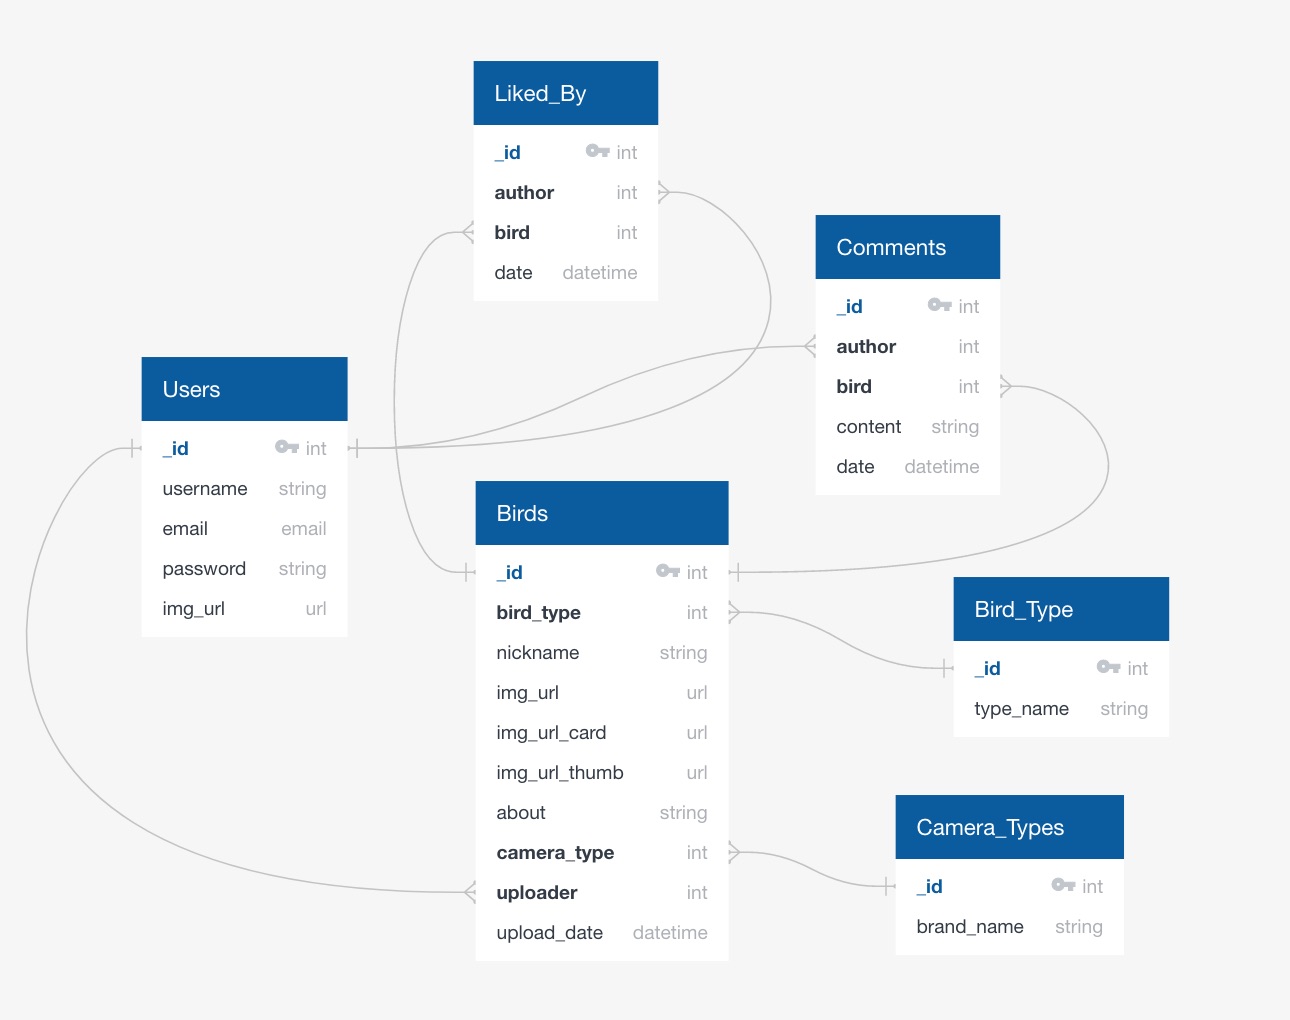 Liked_By
_id int
author int
bird int
date datetime
Comments
_id int
author int
bird int
content string
date datetime
Users
_id int
username string
email email
password string
img_url url
Birds
_id int
bird_type int
nickname string
img_url url
img_url_card url
img_url_thumb url
about string
camera_type int
uploader int
upload_date datetime
Bird_Type
_id int
type_name string
Camera_Types
_id int
brand_name string